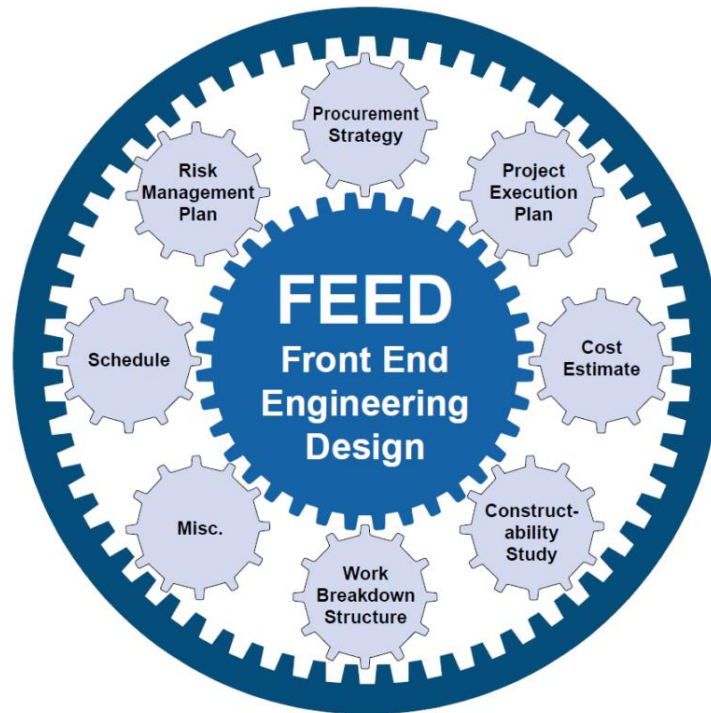 FEED
Front End
Engineering
Design
Procurement
Strategy
Project
Execution
Plan
Cost
Estimate
Construct-
ability
Study
Work
Breakdown
Structure
Misc.
Schedule
Risk
Management
Plan